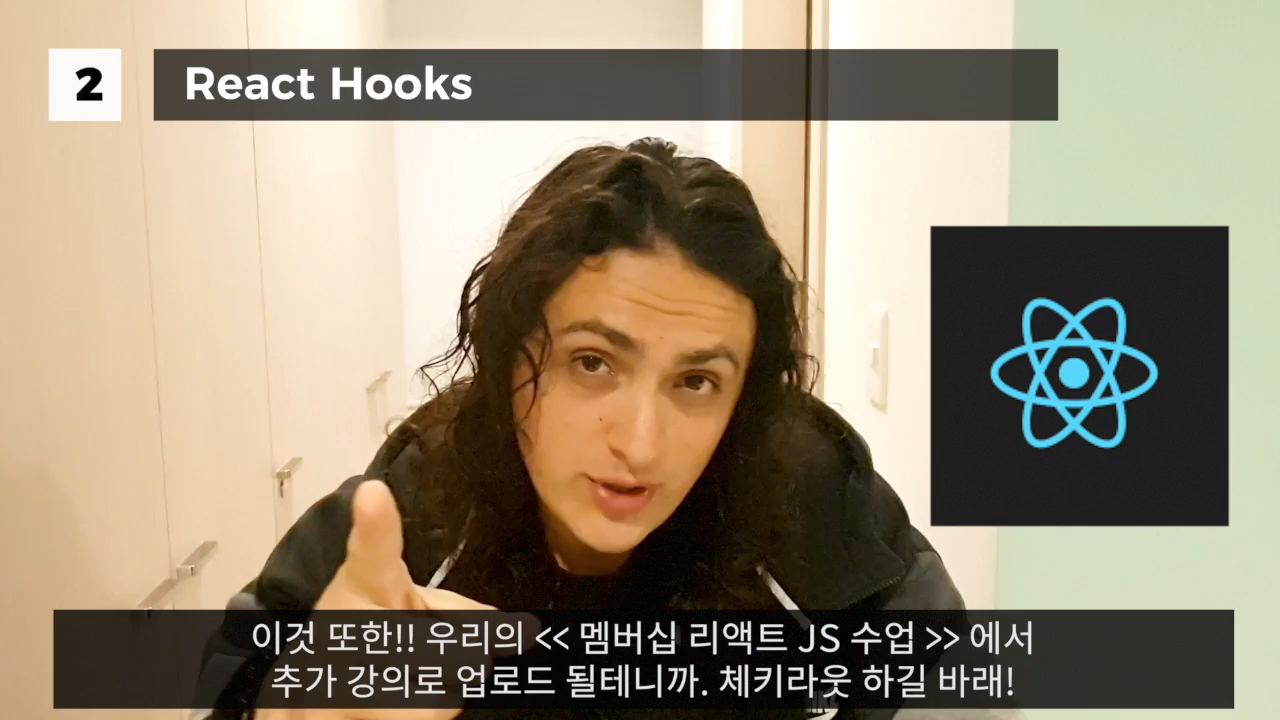 2
React Hooks
이것 또한!! 우리의 << 멤버십 리액트 JS 수업 >> 에서
추가 강의로 업로드 될테니까. 체키라웃 하길 바래!